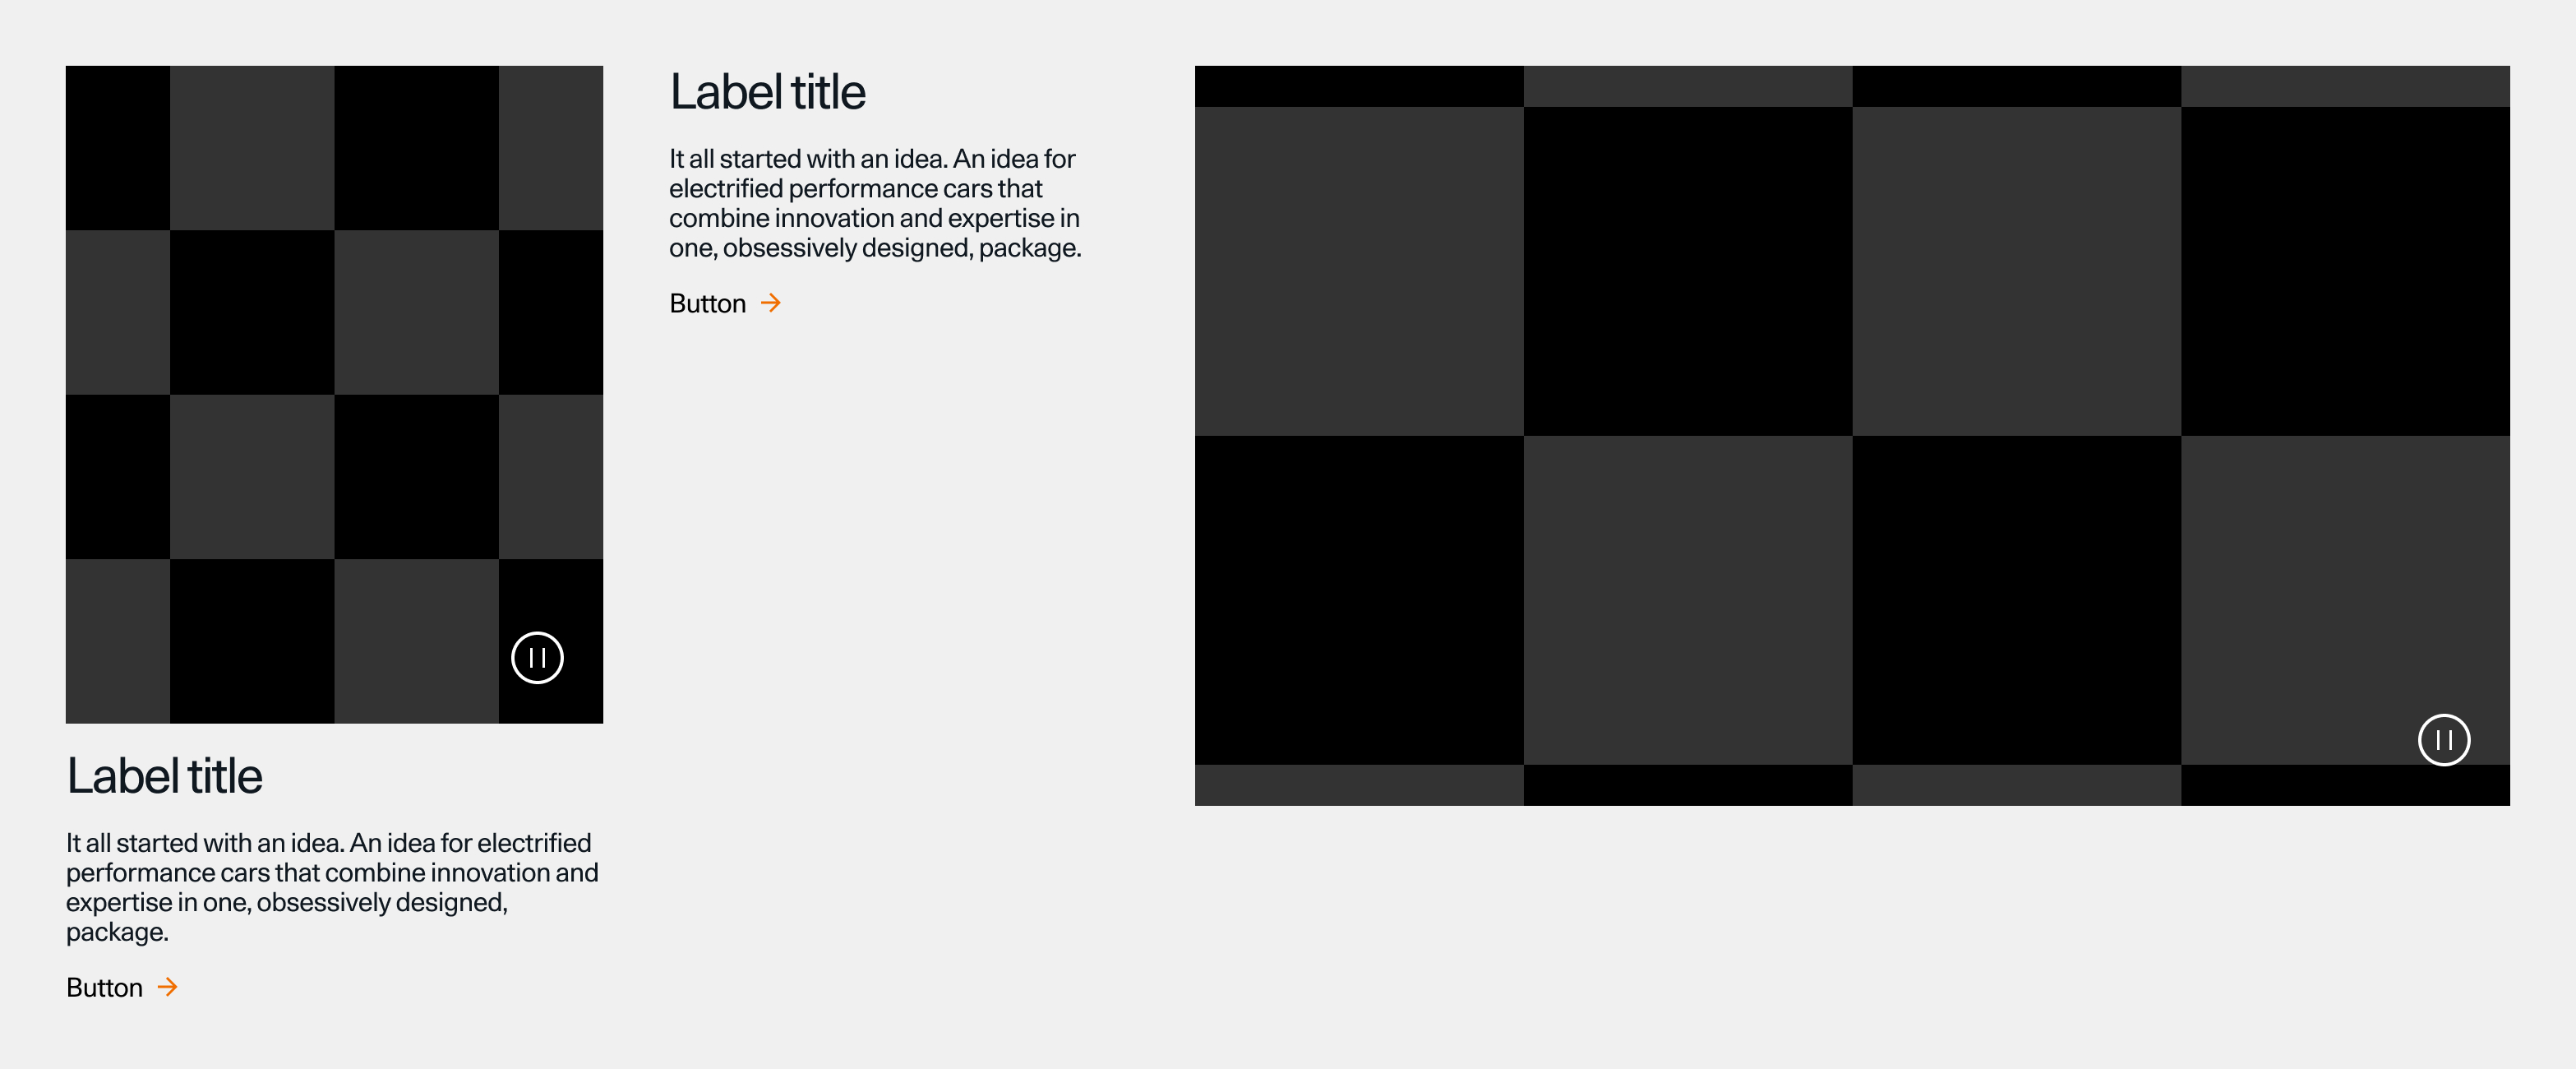 Label title
It all started with an idea. An idea for electrified
performance cars that combine innovation and
expertise in one, obsessively designed,
package.
Button
Label title
It all started with an idea. An idea for
electrified performance cars that
combine innovation and expertise in
one, obsessively designed, package.
Button